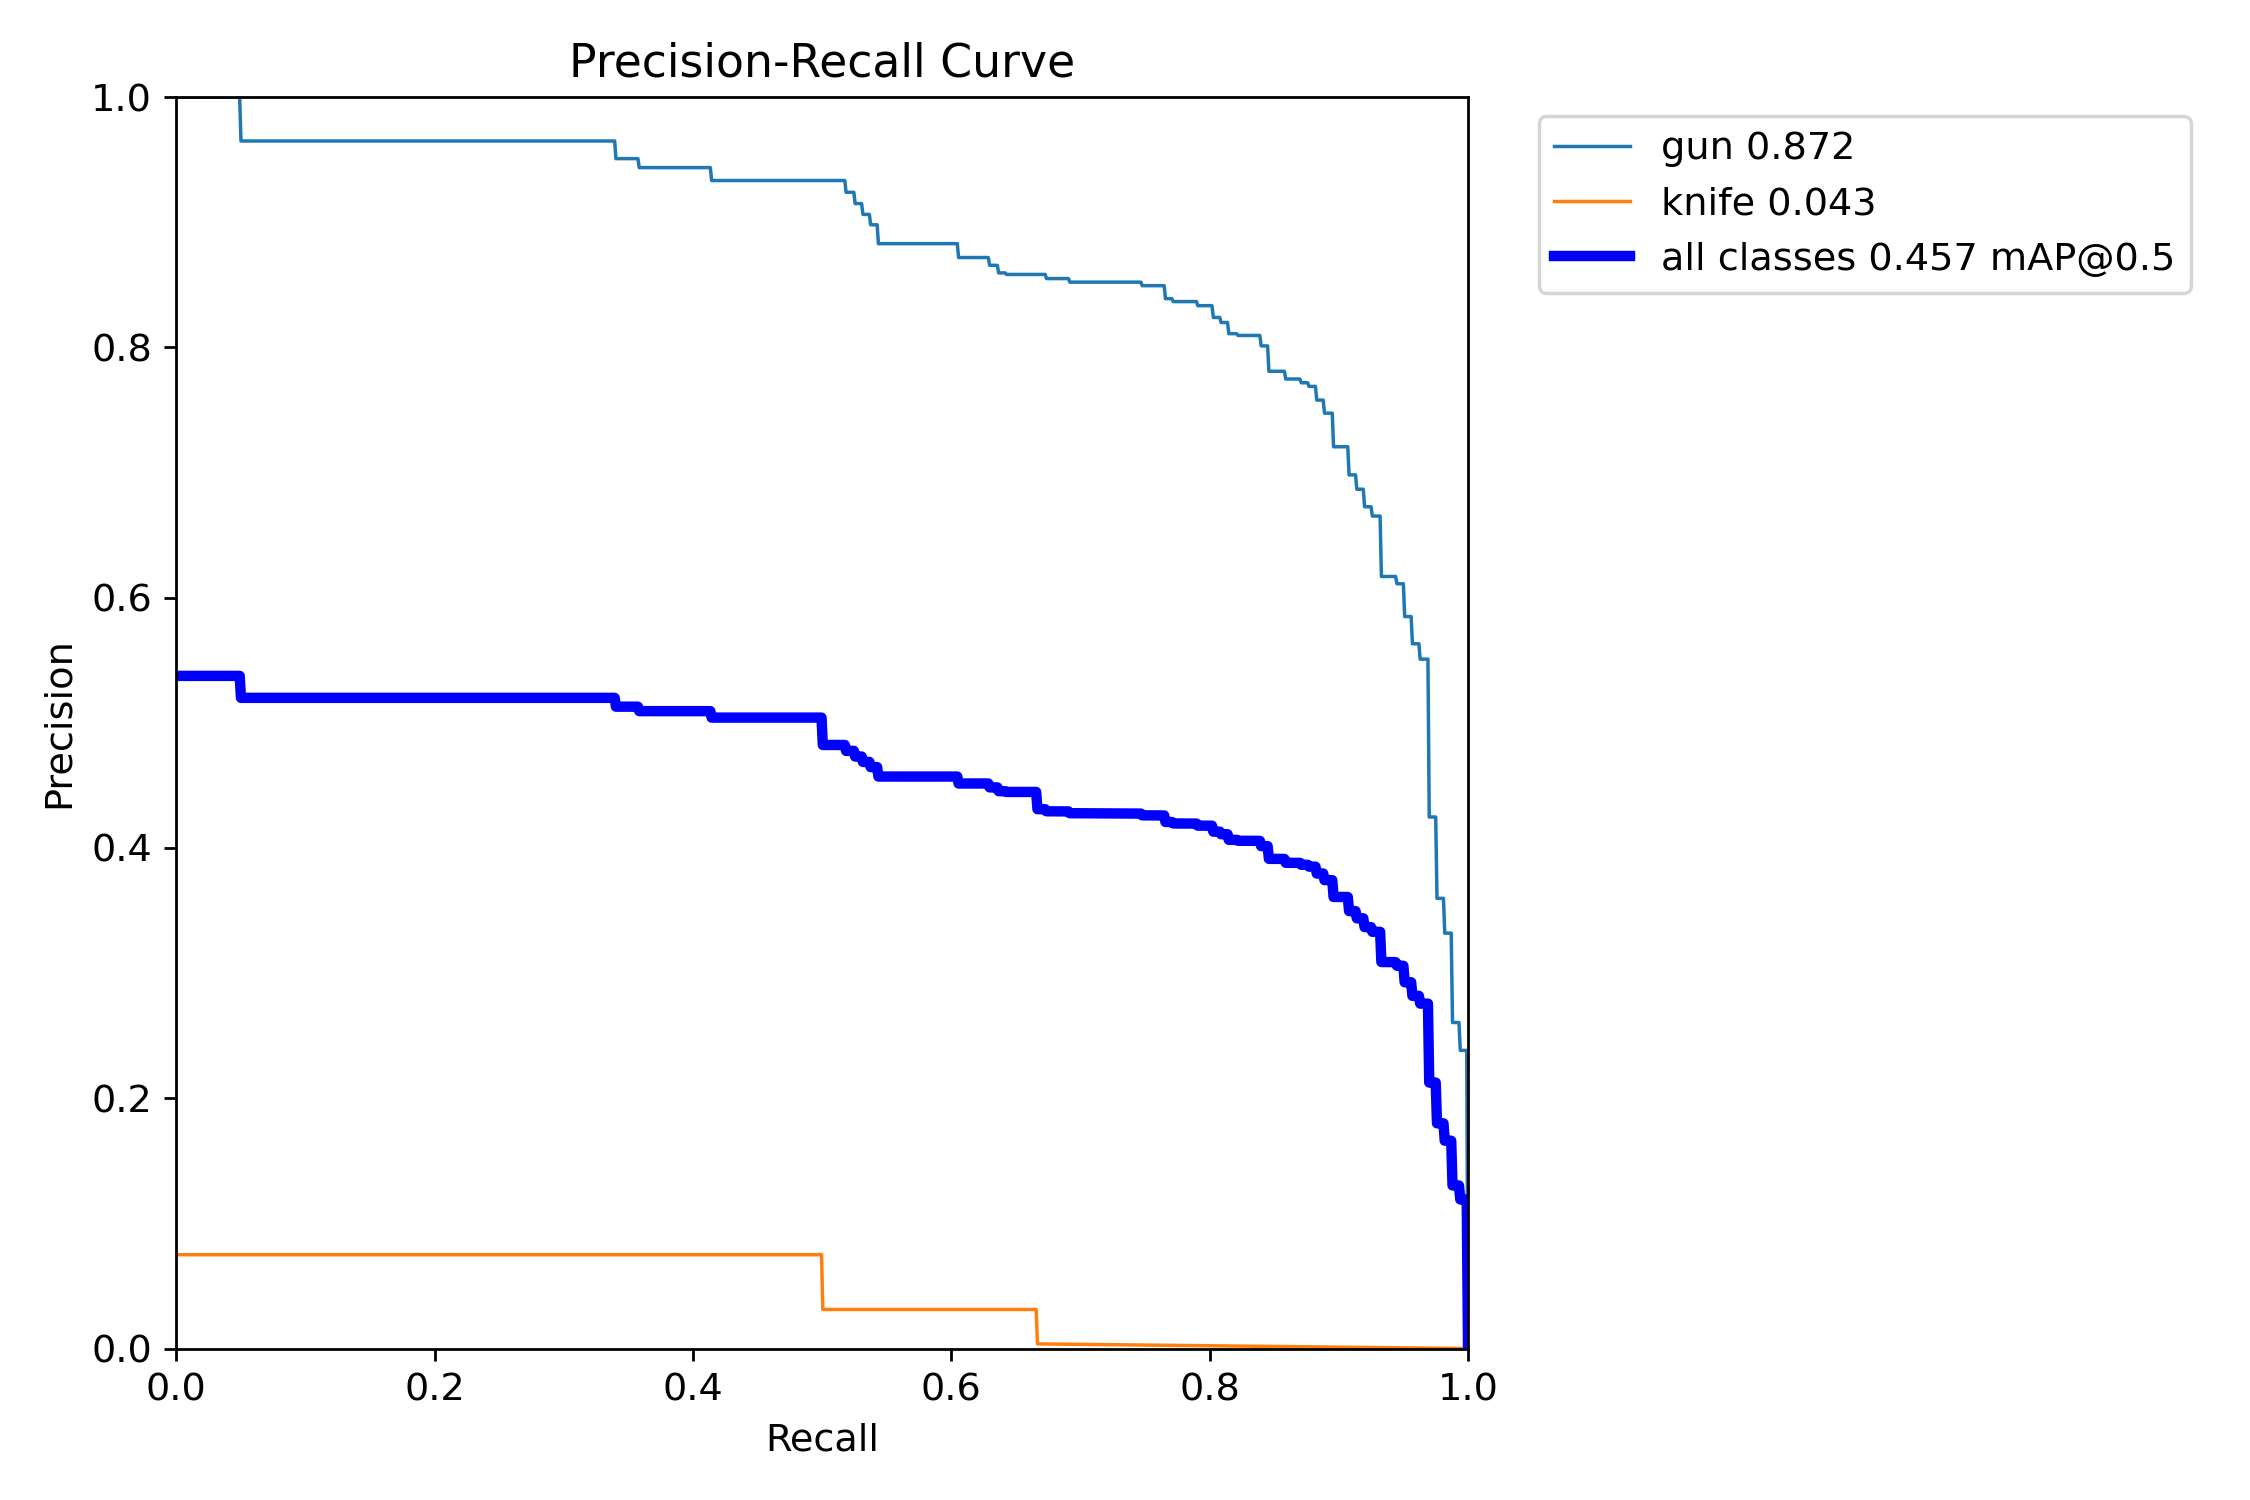 Precision-Recall Curve
1.0
0.8
0.6
0.4
0.2
0.0
Precision
0.0 0.2 0.4 0.6 0.8 1.0
Recall
gun 0.872
knife 0.043
all classes 0.457 mAP@0.5